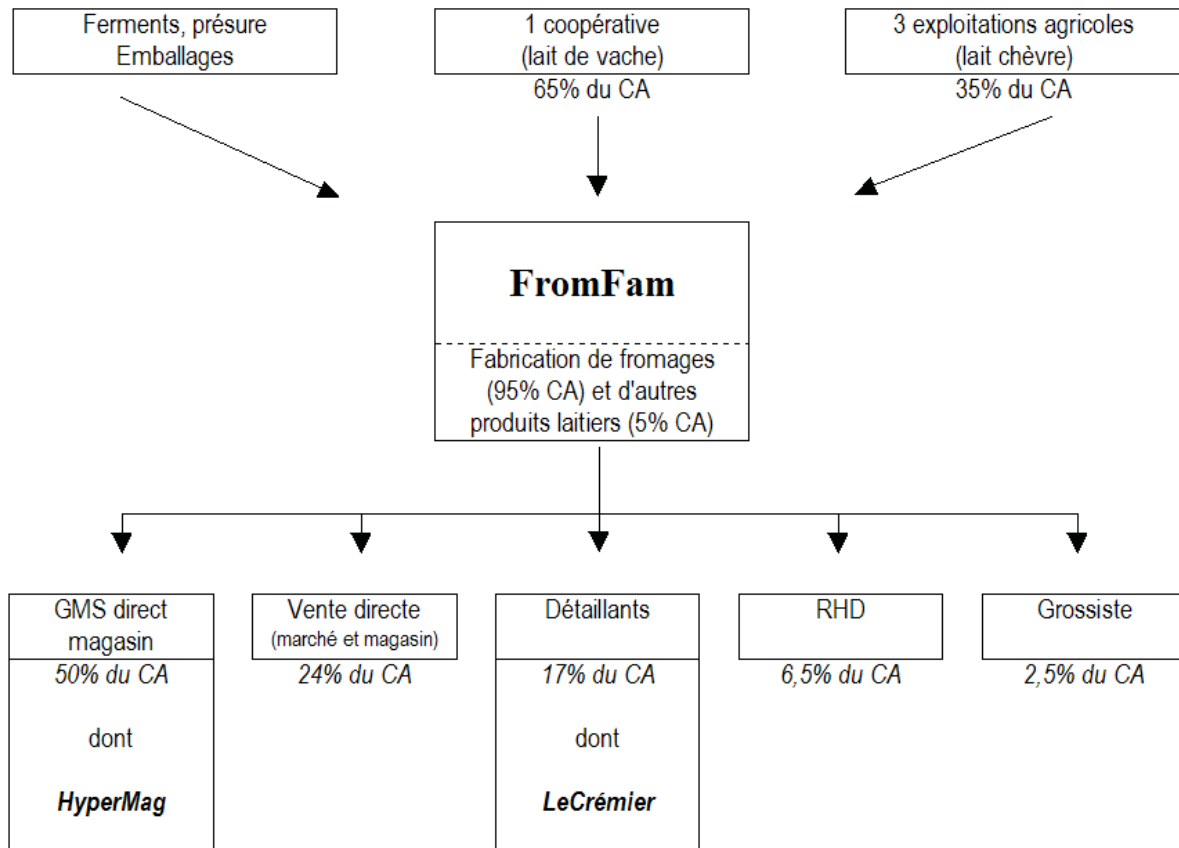 Ferments, présure
Emballages
1 coopérative
(lait de vache)
65% du CA
3 exploitations agricoles
(lait chèvre)
35% du CA
FromFam
Fabrication de fromages
(95% CA) et d'autres
produits laitiers (5% CA)
GMS direct
magasin
50% du CA
dont
HyperMag
Vente directe
(marché et magasin)
24% du CA
Détaillants
17% du CA
dont
LeCrémier
RHD
6,5% du CA
Grossiste
2,5% du CA